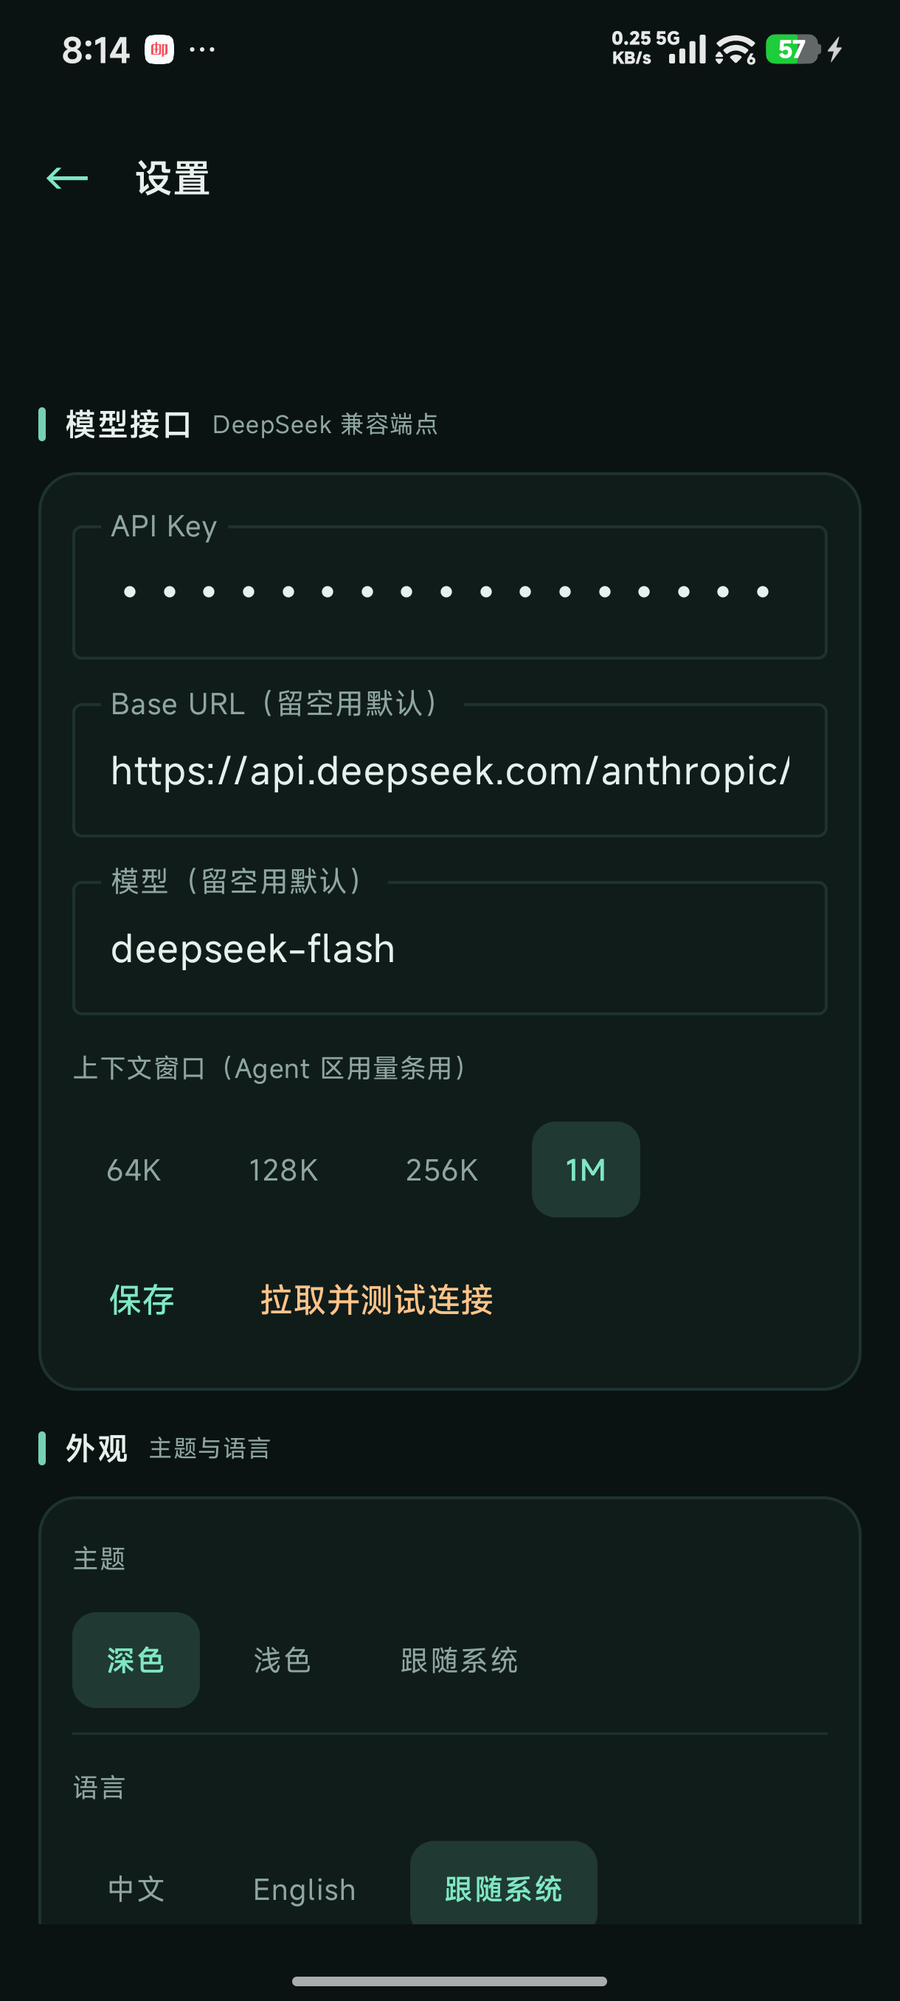 8:14 邮 ...
0.25 5G
KB/s
6 57
设置
模型接口 DeepSeek 兼容端点
API Key
•••••••••••••••••
Base URL（留空用默认）
https://api.deepseek.com/anthropic/
模型（留空用默认）
deepseek-flash
上下文窗口（Agent 区用量条用）
64K 128K 256K 1M
保存 拉取并测试连接
外观 主题与语言
主题
深色 浅色 跟随系统
语言
中文 English 跟随系统